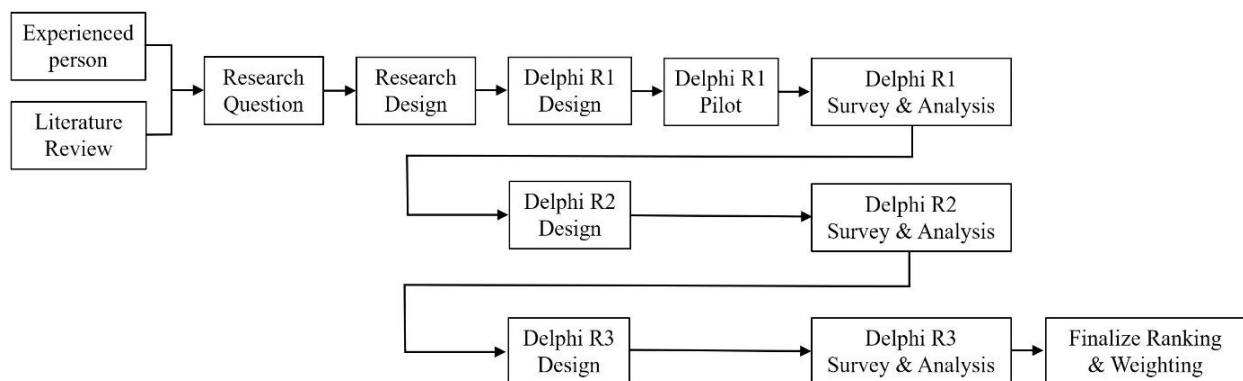 Experienced
person
Literature
Review
Research
Question
Research
Design
Delphi R1
Design
Delphi R1
Pilot
Delphi R1
Survey & Analysis
Delphi R2
Design
Delphi R2
Survey & Analysis
Delphi R3
Design
Delphi R3
Survey & Analysis
Finalize Ranking
& Weighting